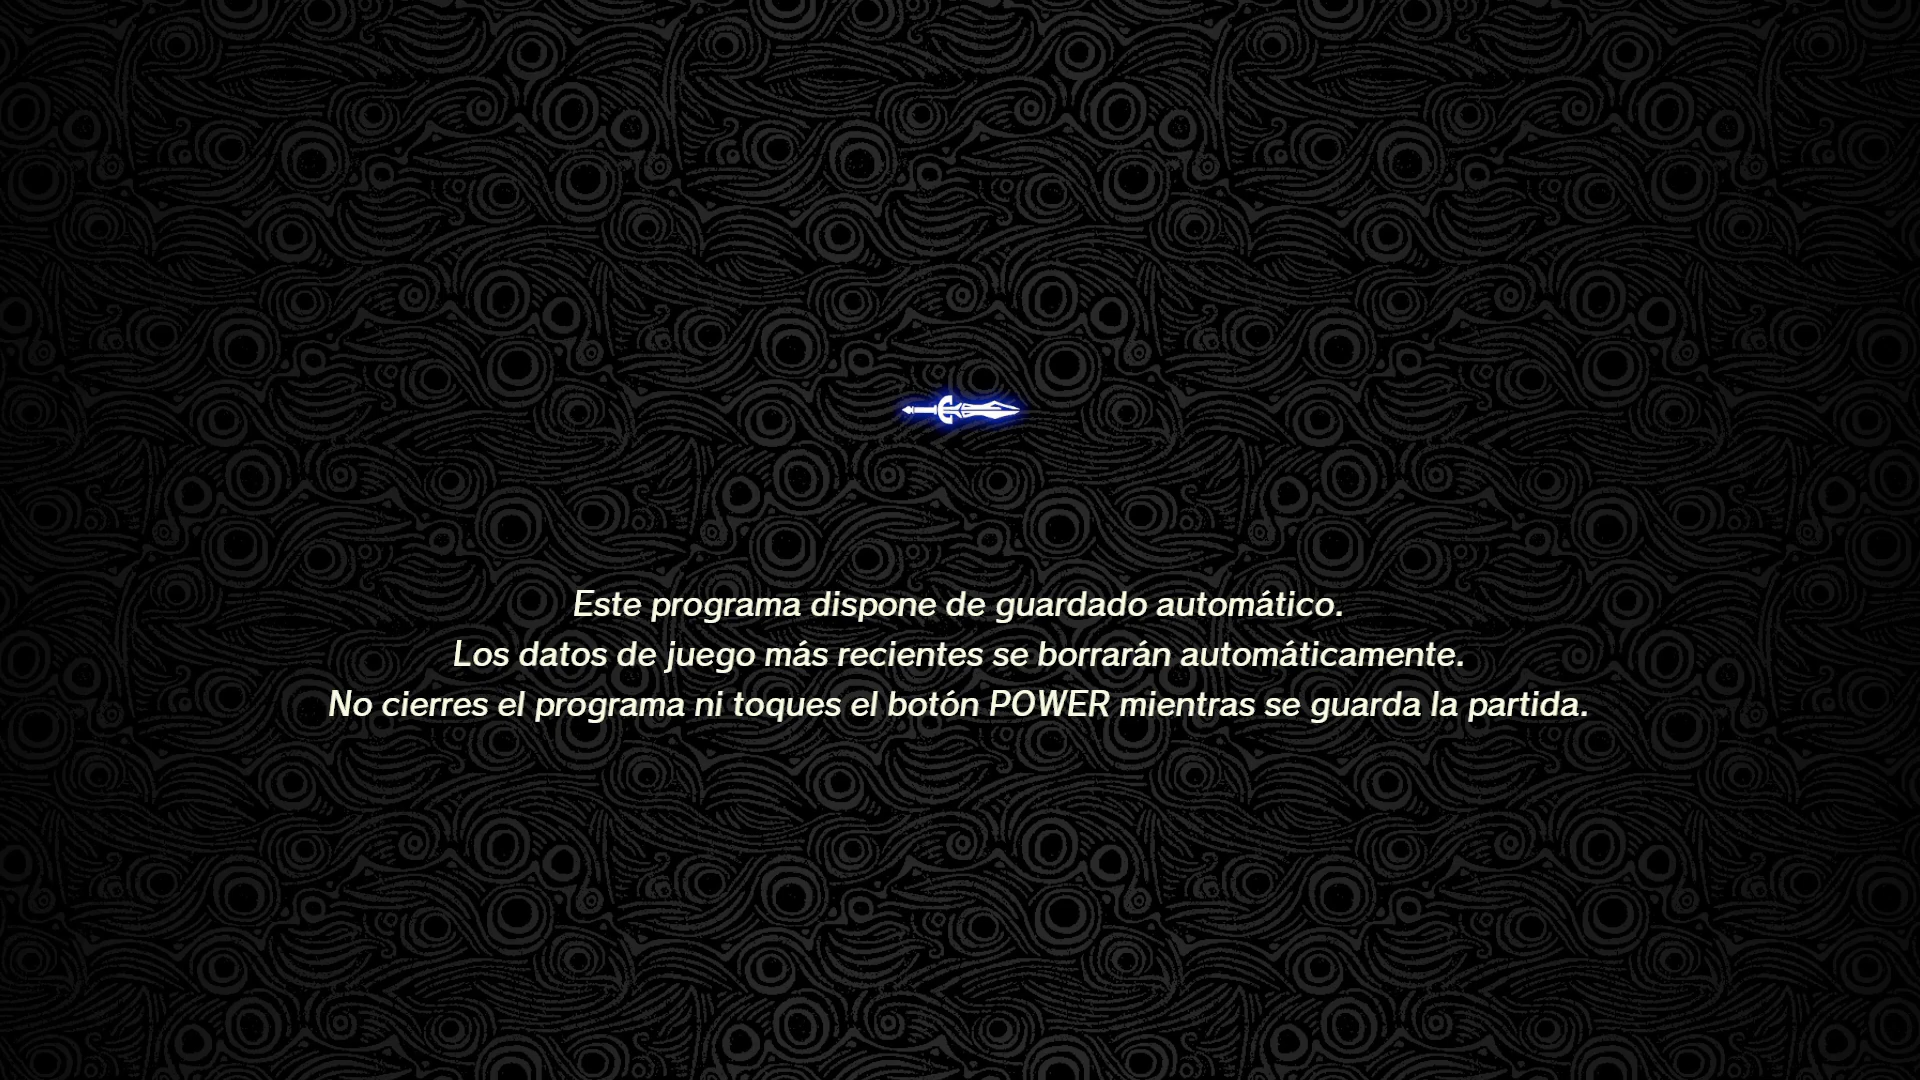 Este programa dispone de guardado automático.
Los datos de juego más recientes se borrarán automáticamente.
No cierres el programa ni toques el botón POWER mientras se guarda la partida.